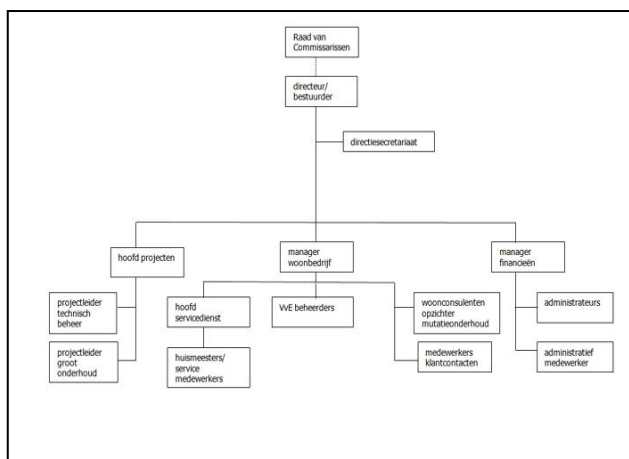 Raad van
Commissarissen
directeur/
bestuurder
directiesecretariaat
hoofd projecten
manager
woonbedrijf
manager
financieën
projectleider
technisch
beheer
hoofd
servicedienst
VvE beheerders
woonconsulenten
opzichter
mutatieonderhoud
administrateurs
projectleider
groot
onderhoud
huismeesters/
service
medewerkers
medewerkers
klantcontacten
administratief
medewerker